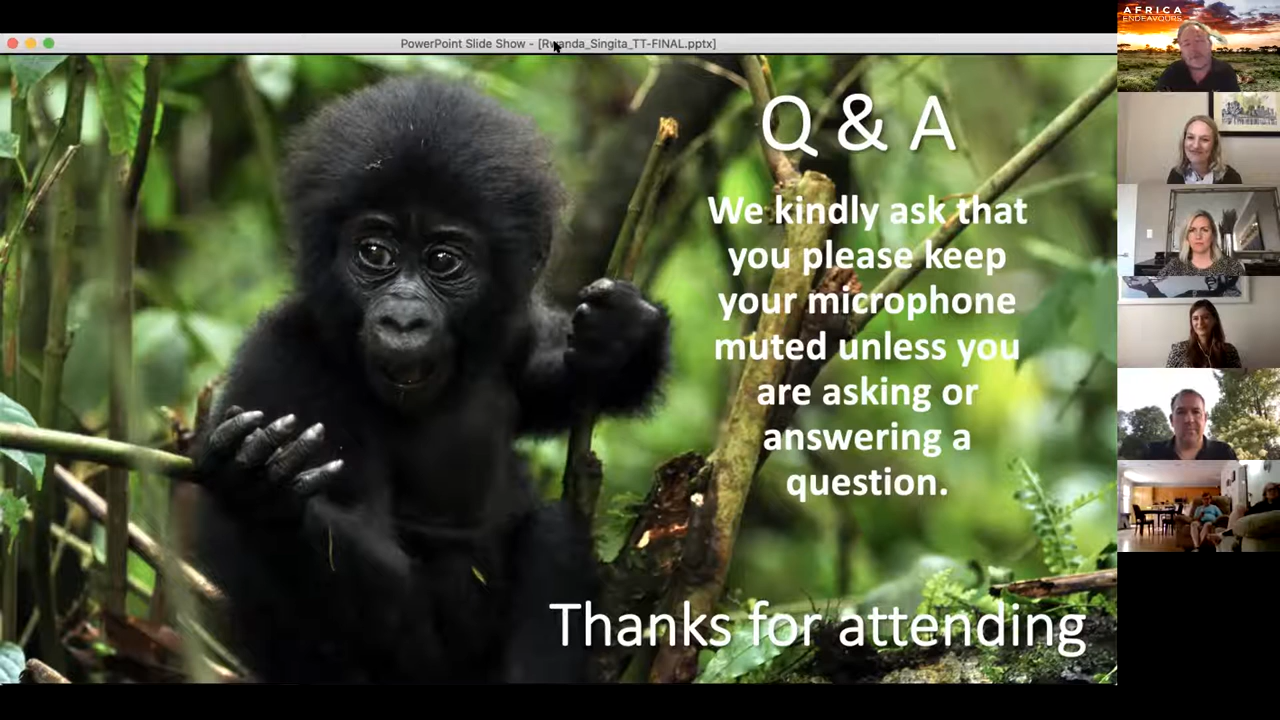 PowerPoint Slide Show - [Rwanda_Singita_TT-FINAL.pptx]
AFRICA
ENDEAVOURS
Q & A
We kindly ask that
you please keep
your microphone
muted unless you
are asking or
answering a
question.
Thanks for attending